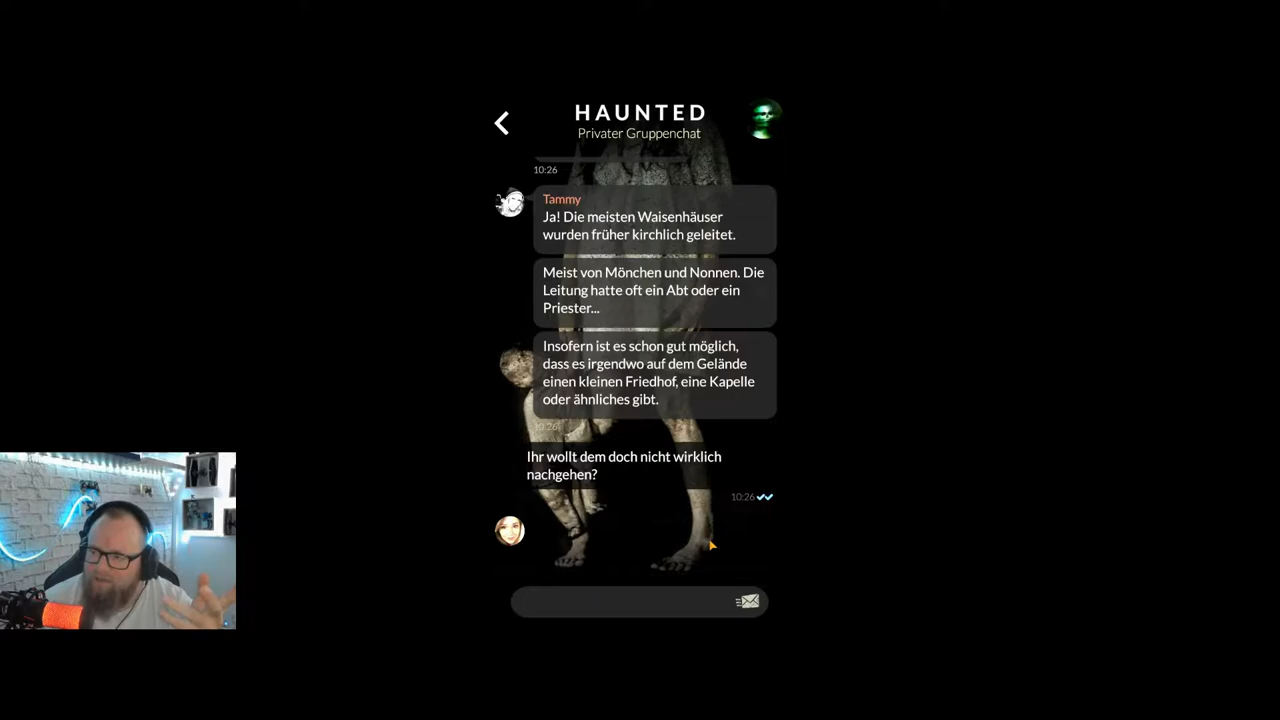 HAUNTED
Privater Gruppenchat
10:26
Tammy
Ja! Die meisten Waisenhäuser
wurden früher kirchlich geleitet.
Meist von Mönchen und Nonnen. Die
Leitung hatte oft ein Abt oder ein
Priester...
Insofern ist es schon gut möglich,
dass es irgendwo auf dem Gelände
einen kleinen Friedhof, eine Kapelle
oder ähnliches gibt.
10:26
Ihr wollt dem doch nicht wirklich
nachgehen?
10:26